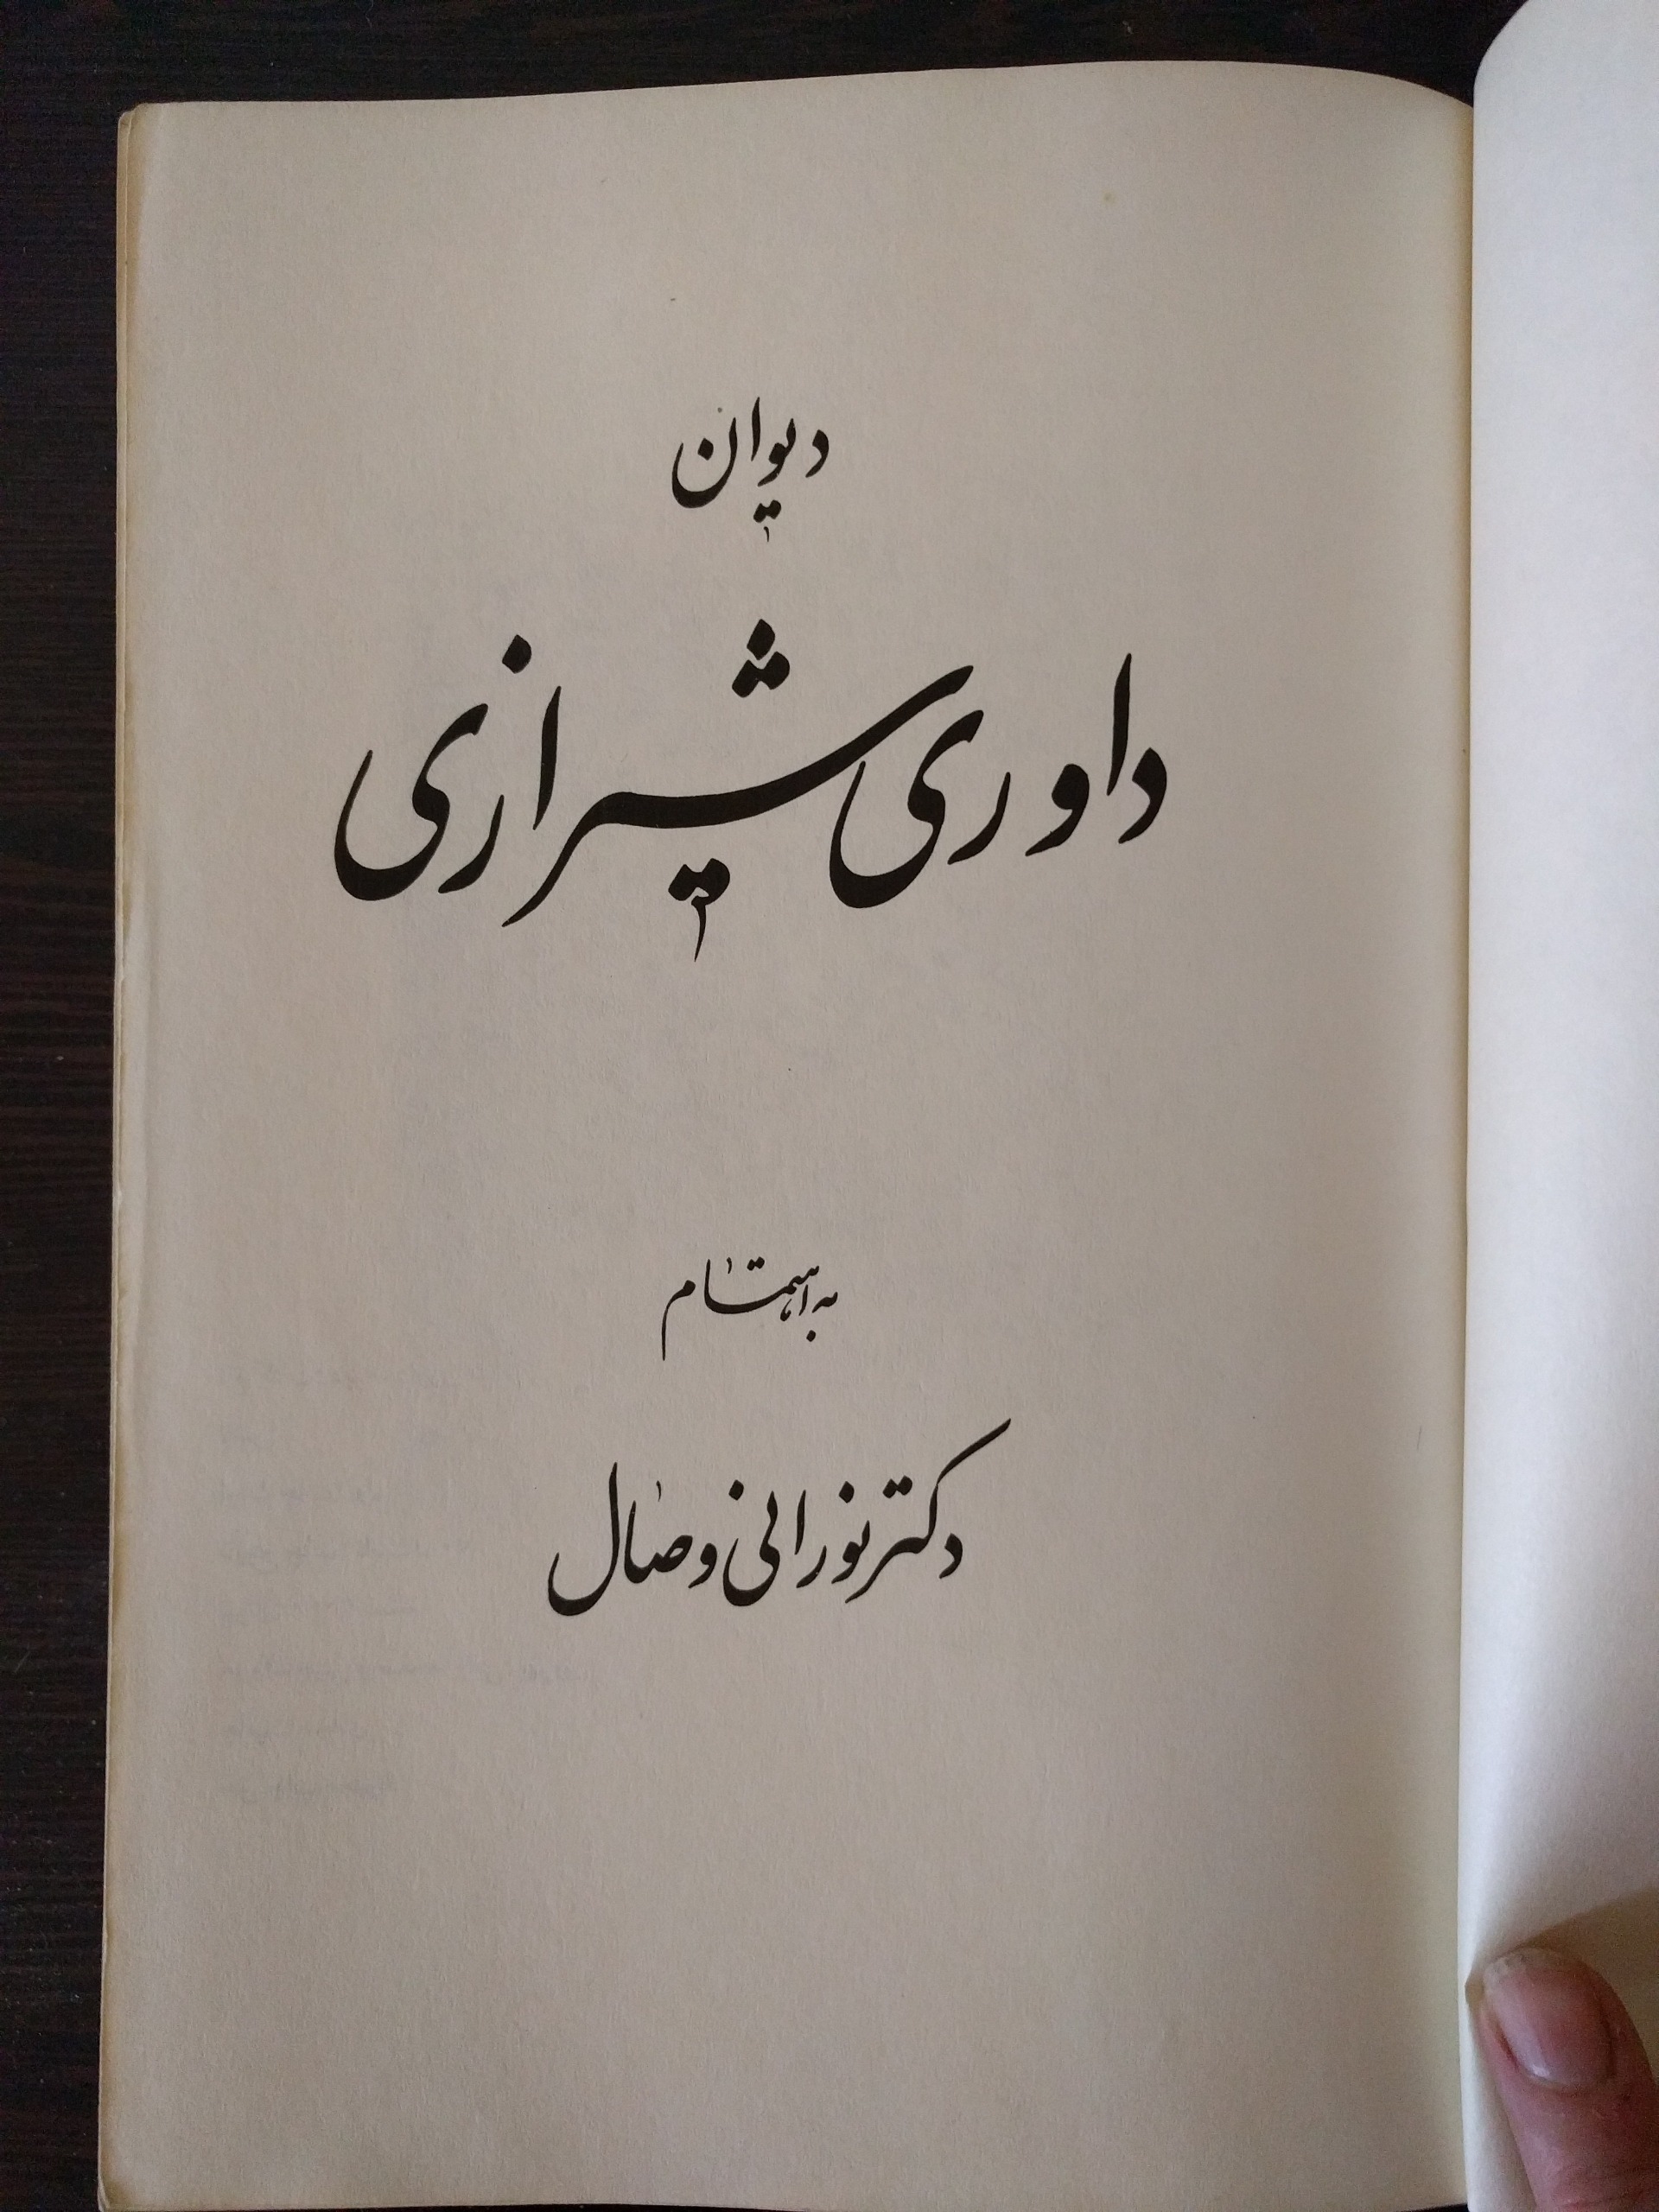 دیوان
داوری شیرازی
به اهتمام
دکتر نورانی وصال